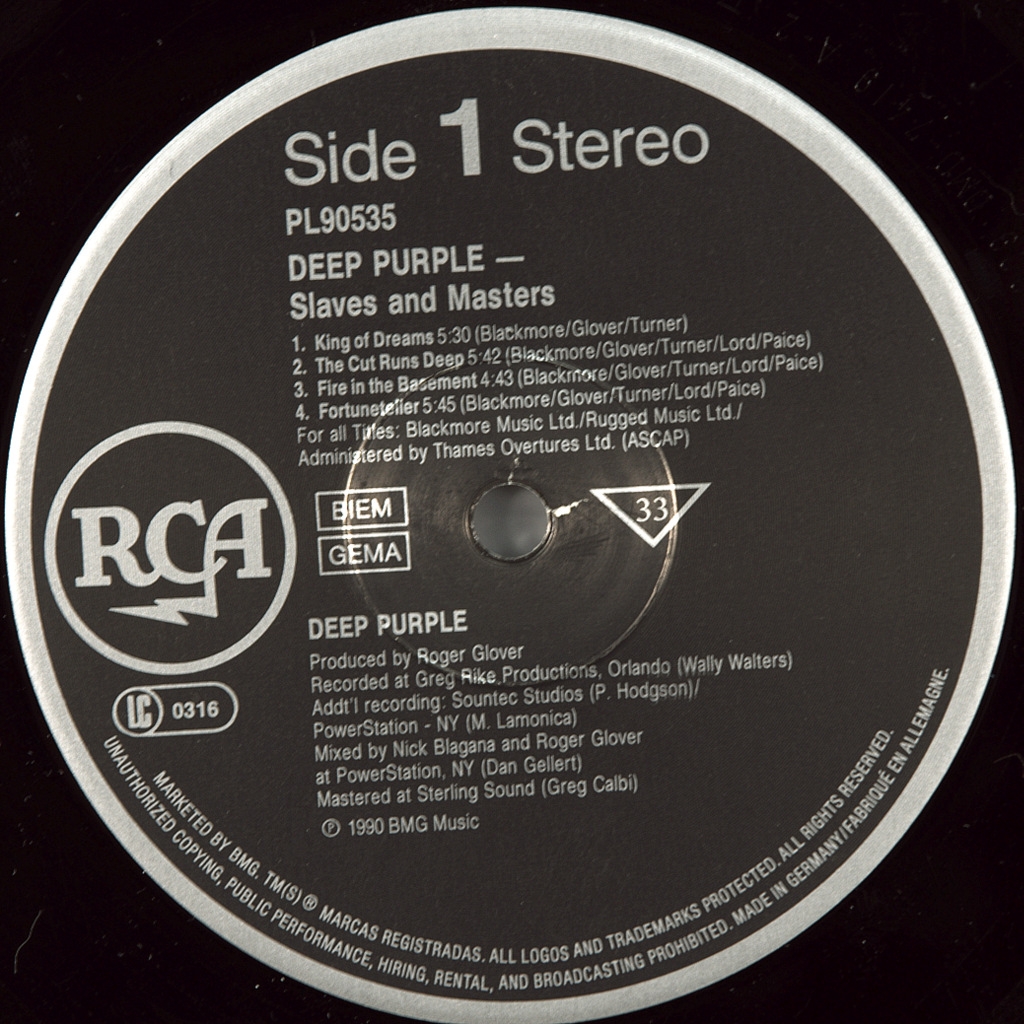 Side 1 Stereo
PL90535
DEEP PURPLE —
Slaves and Masters
1. King of Dreams 5:30 (Blackmore/Glover/Turner)
2. The Cut Runs Deep 5:42 (Blackmore/Glover/Turner/Lord/Paice)
3. Fire in the Basement 4:43 (Blackmore/Glover/Turner/Lord/Paice)
4. Fortuneteller 5:45 (Blackmore/Glover/Turner/Lord/Paice)
For all Titles: Blackmore Music Ltd./Rugged Music Ltd./
Administered by Thames Overtures Ltd. (ASCAP)
RCA
BIEM
GEMA
33
DEEP PURPLE
Produced by Roger Glover
Recorded at Greg Rike Productions, Orlando (Wally Walters)
Addt'l recording: Sountec Studios (P. Hodgson)/
PowerStation - NY (M. Lamonica)
Mixed by Nick Blagana and Roger Glover
at PowerStation, NY (Dan Gellert)
Mastered at Sterling Sound (Greg Calbi)
℗ 1990 BMG Music
LC 0316
MARKETED BY BMG. TM(S) ® MARCAS REGISTRADAS. ALL LOGOS AND TRADEMARKS PROTECTED. ALL RIGHTS RESERVED.
UNAUTHORIZED COPYING, PUBLIC PERFORMANCE, HIRING, RENTAL, AND BROADCASTING PROHIBITED. MADE IN GERMANY/FABRIQUÉ EN ALLEMAGNE.